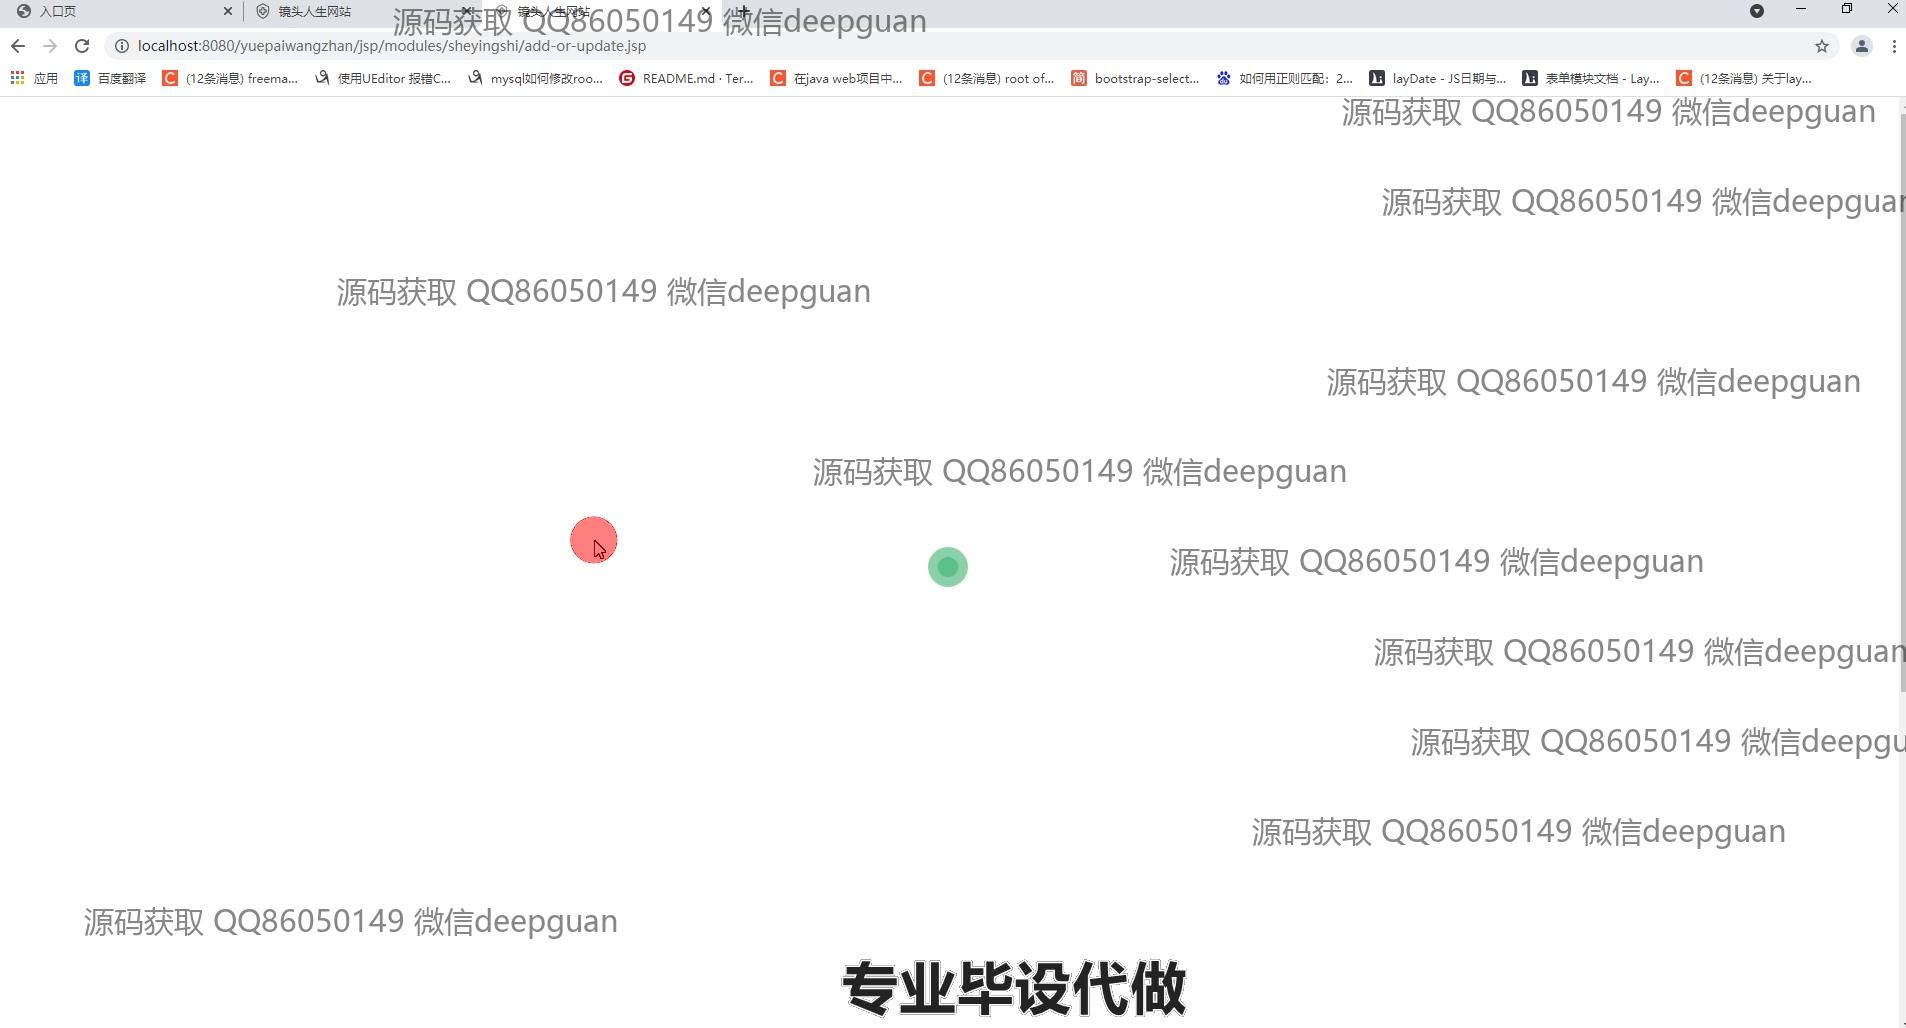 入口页
镜头人生网站
镜头人生网站
源码获取 QQ86050149 微信deepguan
localhost:8080/yuepaiwangzhan/jsp/modules/sheyingshi/add-or-update.jsp
应用
译 百度翻译
(12条消息) freema...
使用UEditor 报错C...
mysql如何修改roo...
README.md · Ter...
在java web项目中...
(12条消息) root of...
简 bootstrap-select...
如何用正则匹配：2...
layDate - JS日期与...
表单模块文档 - Lay...
(12条消息) 关于lay...
源码获取 QQ86050149 微信deepguan
源码获取 QQ86050149 微信deepguan
源码获取 QQ86050149 微信deepguan
源码获取 QQ86050149 微信deepguan
源码获取 QQ86050149 微信deepguan
源码获取 QQ86050149 微信deepguan
源码获取 QQ86050149 微信deepguan
源码获取 QQ86050149 微信deepgu
源码获取 QQ86050149 微信deepguan
源码获取 QQ86050149 微信deepguan
专业毕设代做